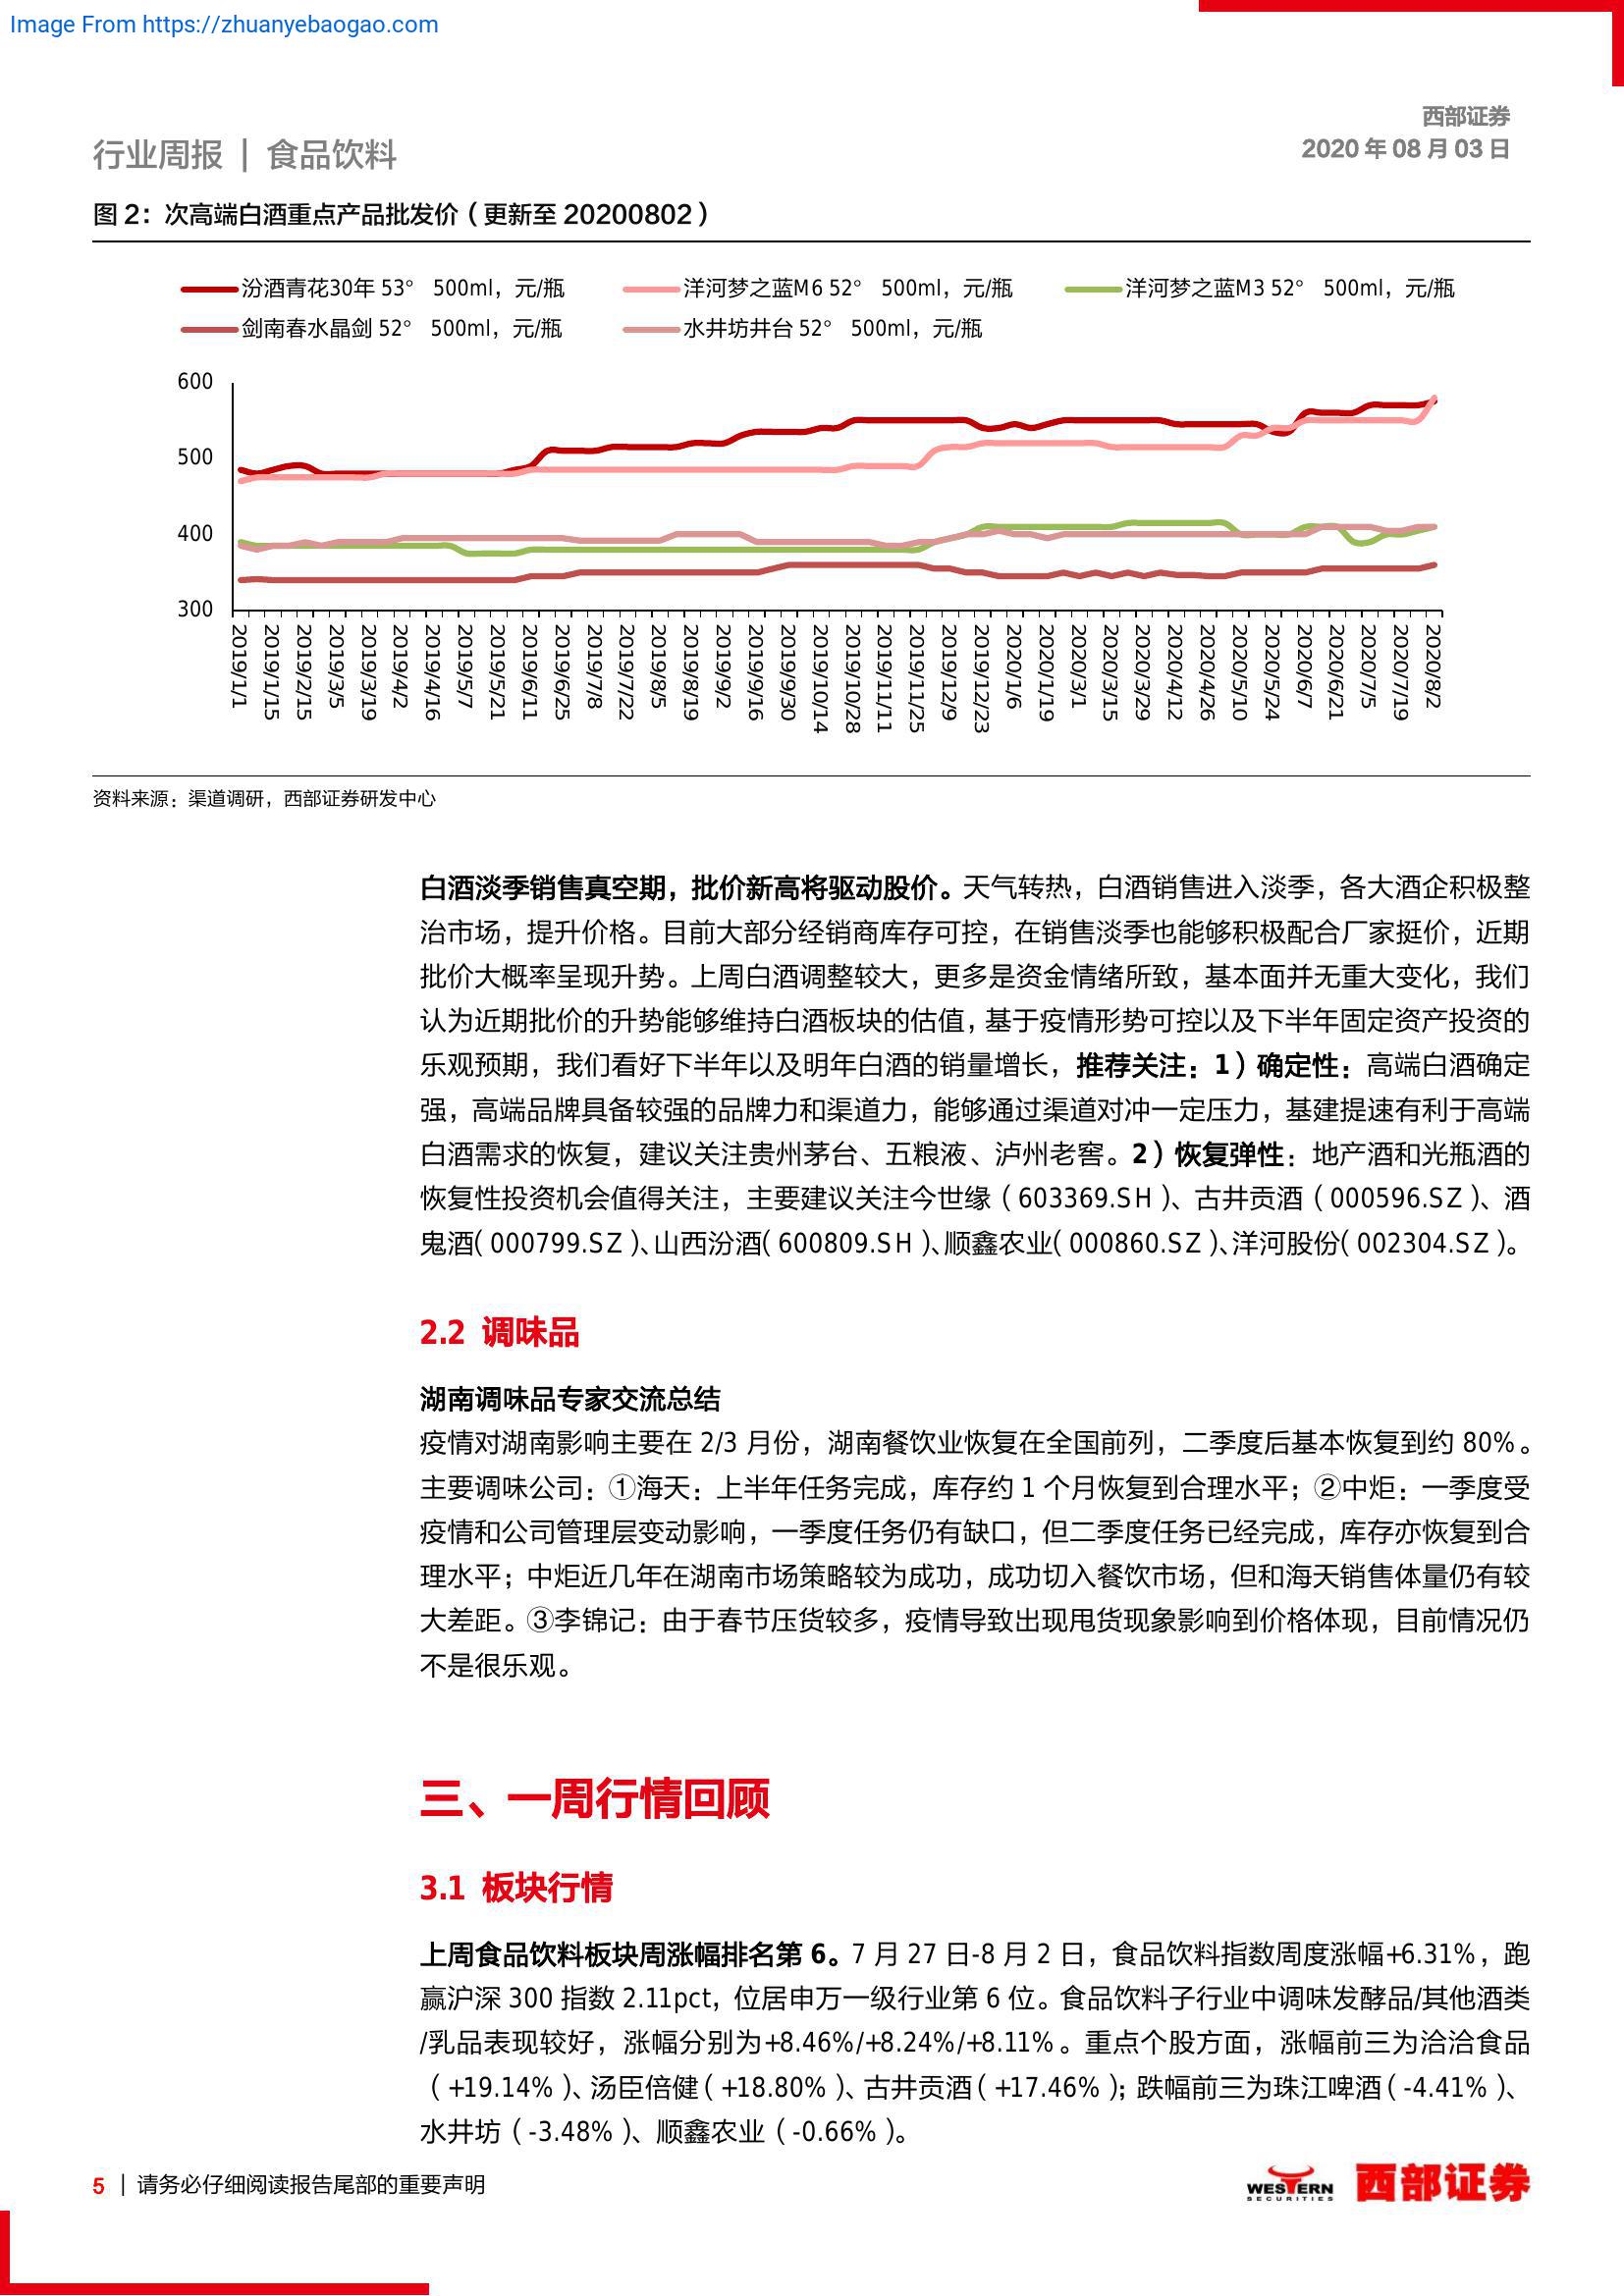 Image From https://zhuanyebaogao.com
西部证券
行业周报 | 食品饮料
2020 年 08 月 03 日
图 2：次高端白酒重点产品批发价（更新至 20200802）
汾酒青花30年 53° 500ml，元/瓶
洋河梦之蓝M6 52° 500ml，元/瓶
洋河梦之蓝M3 52° 500ml，元/瓶
剑南春水晶剑 52° 500ml，元/瓶
水井坊井台 52° 500ml，元/瓶
600
500
400
300
2019/1/1
2019/1/15
2019/2/15
2019/3/5
2019/3/19
2019/4/2
2019/4/16
2019/5/7
2019/5/21
2019/6/11
2019/6/25
2019/7/8
2019/7/22
2019/8/5
2019/8/19
2019/9/2
2019/9/16
2019/9/30
2019/10/14
2019/10/28
2019/11/11
2019/11/25
2019/12/9
2019/12/23
2020/1/6
2020/1/19
2020/3/1
2020/3/15
2020/3/29
2020/4/12
2020/4/26
2020/5/10
2020/5/24
2020/6/7
2020/6/21
2020/7/5
2020/7/19
2020/8/2
资料来源：渠道调研，西部证券研发中心
白酒淡季销售真空期，批价新高将驱动股价。天气转热，白酒销售进入淡季，各大酒企积极整
治市场，提升价格。目前大部分经销商库存可控，在销售淡季也能够积极配合厂家挺价，近期
批价大概率呈现升势。上周白酒调整较大，更多是资金情绪所致，基本面并无重大变化，我们
认为近期批价的升势能够维持白酒板块的估值，基于疫情形势可控以及下半年固定资产投资的
乐观预期，我们看好下半年以及明年白酒的销量增长，推荐关注：1）确定性：高端白酒确定
强，高端品牌具备较强的品牌力和渠道力，能够通过渠道对冲一定压力，基建提速有利于高端
白酒需求的恢复，建议关注贵州茅台、五粮液、泸州老窖。2）恢复弹性：地产酒和光瓶酒的
恢复性投资机会值得关注，主要建议关注今世缘（603369.SH）、古井贡酒（000596.SZ）、酒
鬼酒（000799.SZ）、山西汾酒（600809.SH）、顺鑫农业（000860.SZ）、洋河股份（002304.SZ）。
2.2 调味品
湖南调味品专家交流总结
疫情对湖南影响主要在 2/3 月份，湖南餐饮业恢复在全国前列，二季度后基本恢复到约 80%。
主要调味公司：①海天：上半年任务完成，库存约 1 个月恢复到合理水平；②中炬：一季度受
疫情和公司管理层变动影响，一季度任务仍有缺口，但二季度任务已经完成，库存亦恢复到合
理水平；中炬近几年在湖南市场策略较为成功，成功切入餐饮市场，但和海天销售体量仍有较
大差距。③李锦记：由于春节压货较多，疫情导致出现甩货现象影响到价格体现，目前情况仍
不是很乐观。
三、一周行情回顾
3.1 板块行情
上周食品饮料板块周涨幅排名第 6。7 月 27 日-8 月 2 日，食品饮料指数周度涨幅+6.31%，跑
赢沪深 300 指数 2.11pct，位居申万一级行业第 6 位。食品饮料子行业中调味发酵品/其他酒类
/乳品表现较好，涨幅分别为+8.46%/+8.24%/+8.11%。重点个股方面，涨幅前三为洽洽食品
（+19.14%）、汤臣倍健（+18.80%）、古井贡酒（+17.46%）；跌幅前三为珠江啤酒（-4.41%）、
水井坊（-3.48%）、顺鑫农业（-0.66%）。
5 | 请务必仔细阅读报告尾部的重要声明
WESTERN
SECURITIES
西部证券